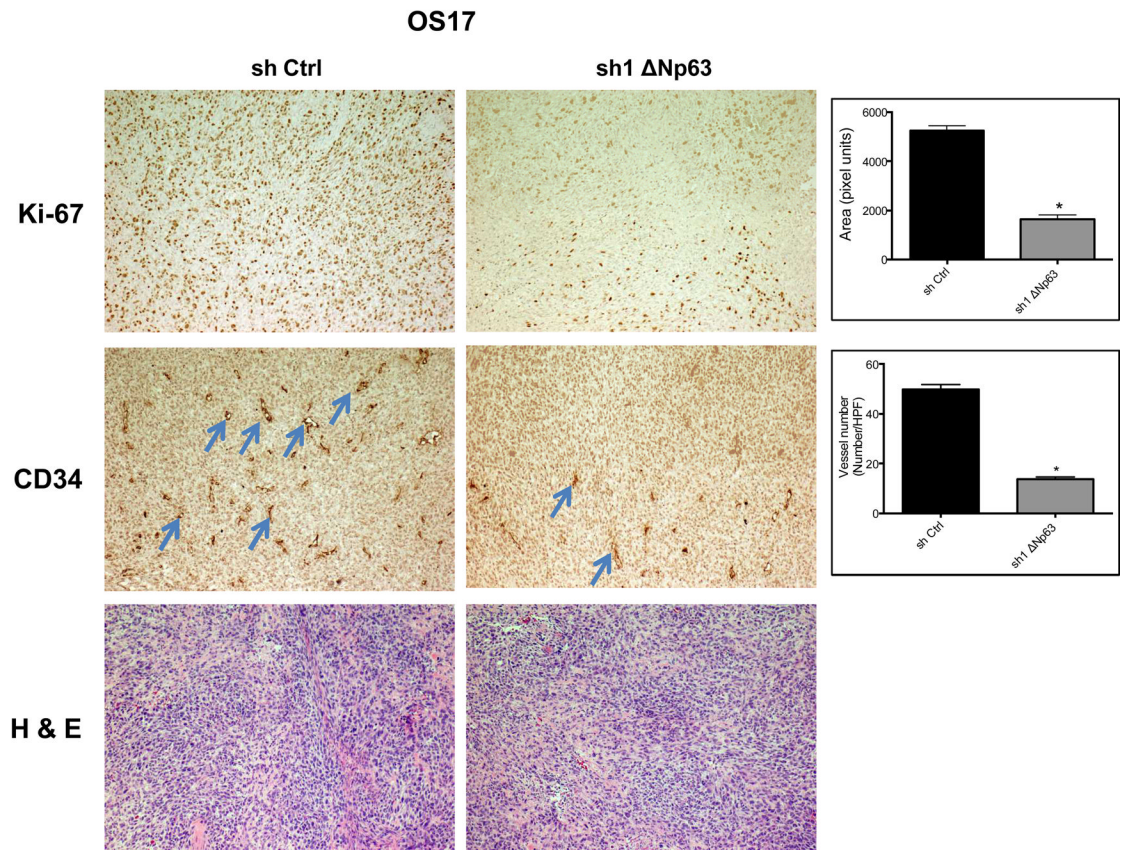 OS17
sh Ctrl
sh1 ΔNp63
Ki-67
Area (pixel units)
6000
4000
2000
0
*
sh Ctrl
sh1 ΔNp63
CD34
Vessel number
(Number/HPF)
60
40
20
0
*
sh Ctrl
sh1 ΔNp63
H & E